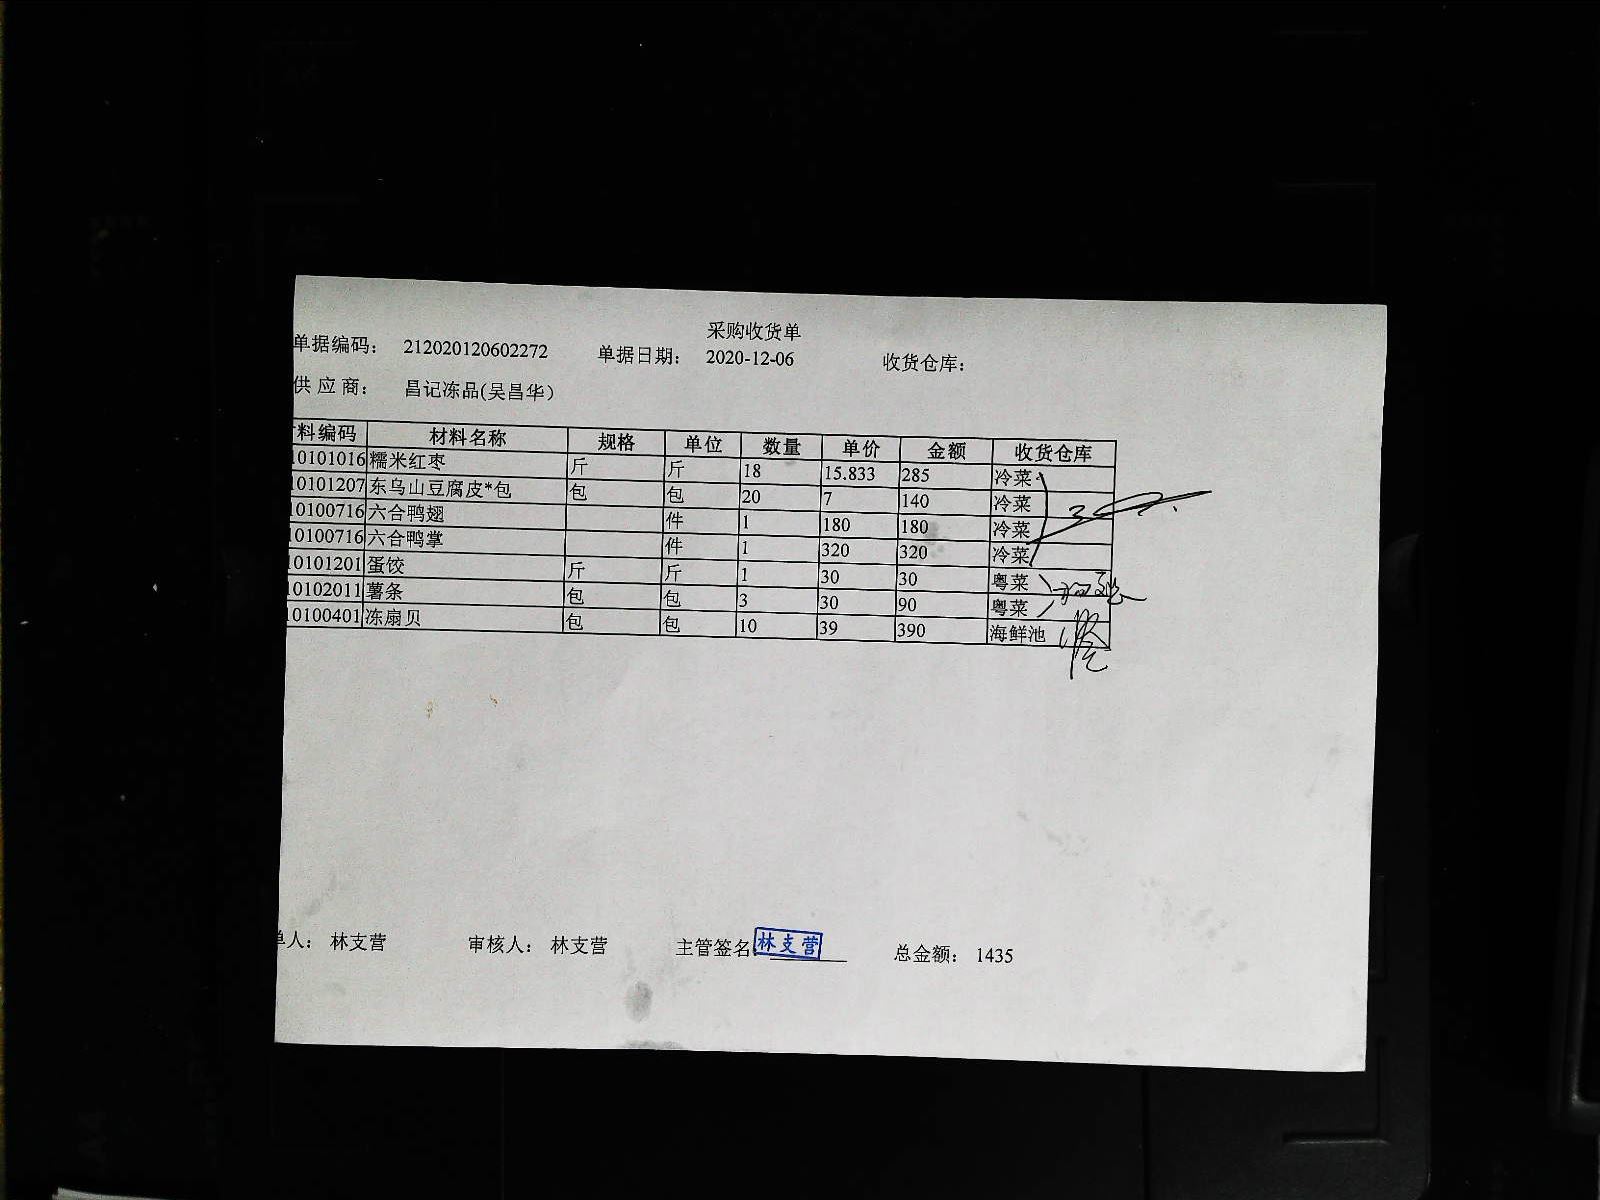 采购收货单
单据编码： 212020120602272 单据日期： 2020-12-06 收货仓库：
供 应 商： 昌记冻品(吴昌华)
料编码 材料名称 规格 单位 数量 单价 金额 收货仓库
10101016 糯米红枣 斤 斤 18 15.833 285 冷菜
10101207 东乌山豆腐皮*包 包 包 20 7 140 冷菜
10100716 六合鸭翅 件 1 180 180 冷菜
10100716 六合鸭掌 件 1 320 320 冷菜
10101201 蛋饺 斤 斤 1 30 30 粤菜
10102011 薯条 包 包 3 30 90 粤菜
10100401 冻扇贝 包 包 10 39 390 海鲜池
单人： 林支营 审核人： 林支营 主管签名: 林支营 总金额： 1435